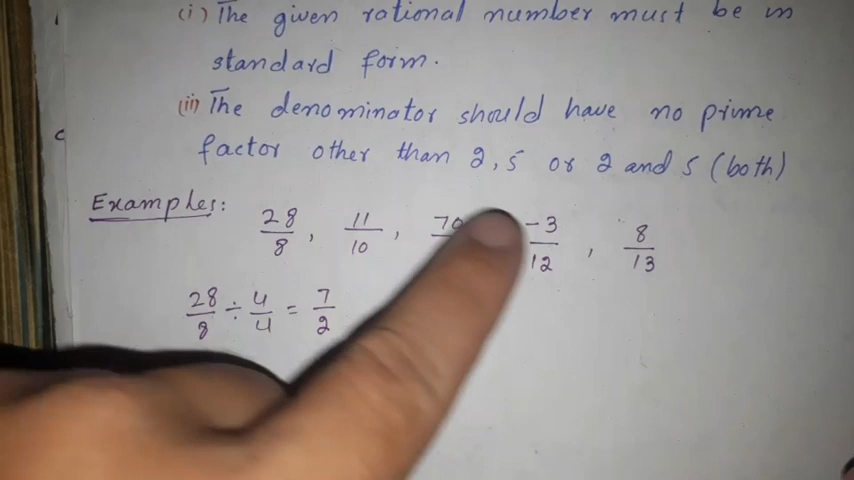 (i) The given rational number must be in
standard form.
(ii) The denominator should have no prime
factor other than 2, 5 or 2 and 5 (both)
Examples: 28/8, 11/10, 70 -3/12, 8/13
28/8 ÷ 4/4 = 7/2